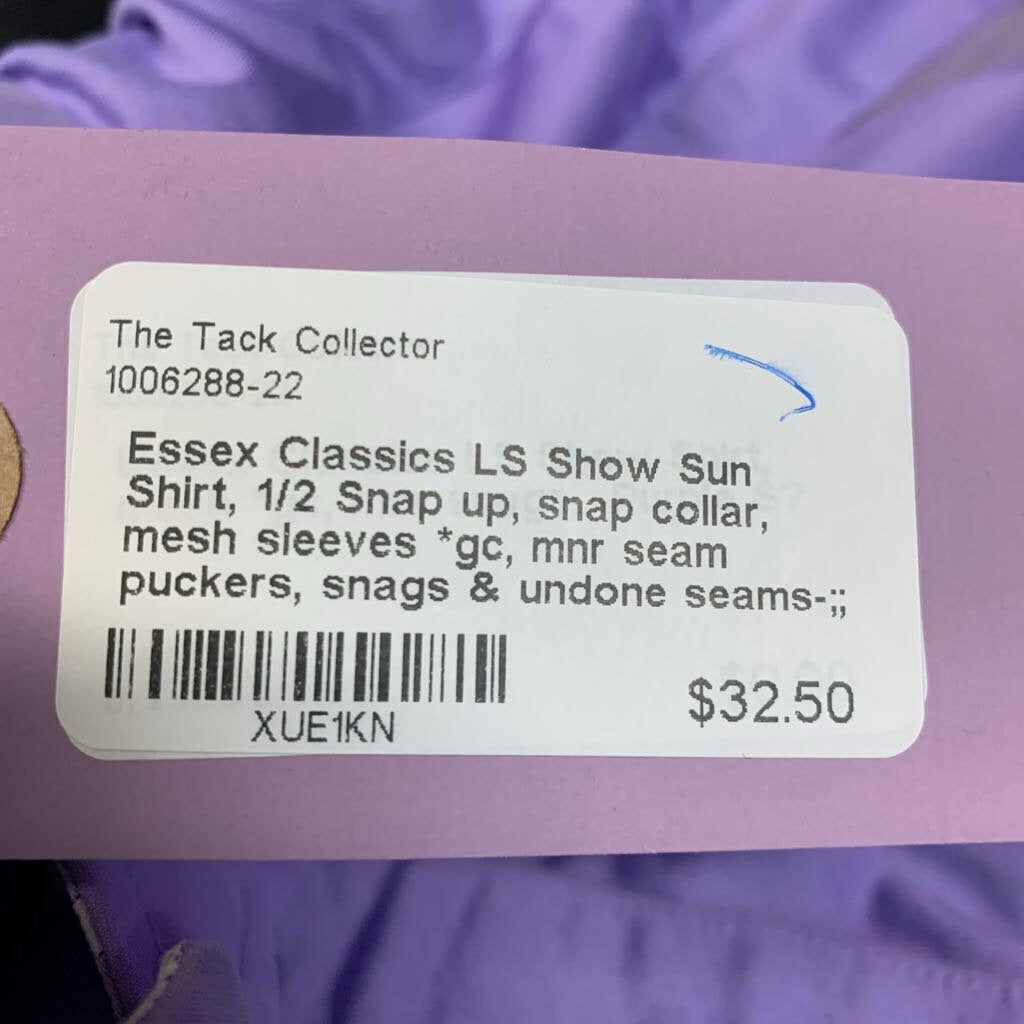 The Tack Collector
1006288-22
Essex Classics LS Show Sun
Shirt, 1/2 Snap up, snap collar,
mesh sleeves *gc, mnr seam
puckers, snags & undone seams-;;
XUE1KN
$32.50